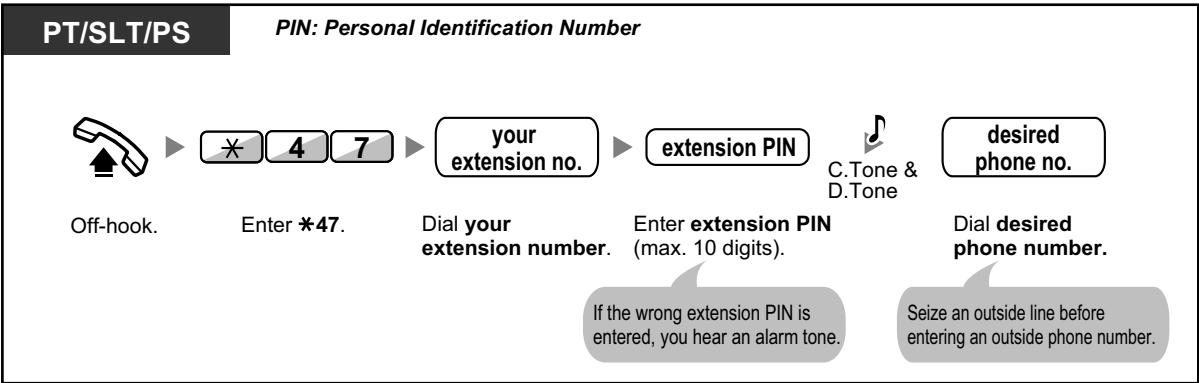 PT/SLT/PS
PIN: Personal Identification Number
* 4 7
your
extension no.
extension PIN
C.Tone &
D.Tone
desired
phone no.
Off-hook.
Enter *47.
Dial your
extension number.
Enter extension PIN
(max. 10 digits).
Dial desired
phone number.
If the wrong extension PIN is
entered, you hear an alarm tone.
Seize an outside line before
entering an outside phone number.